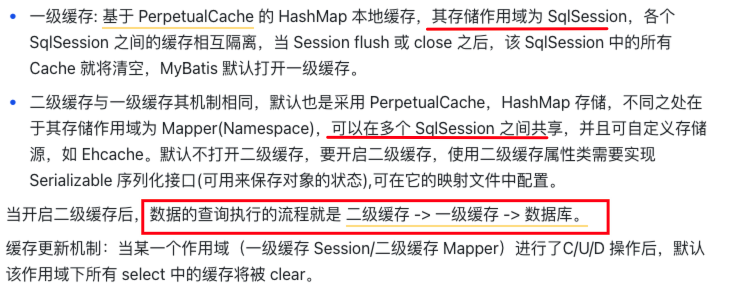 一级缓存: 基于 PerpetualCache 的 HashMap 本地缓存，其存储作用域为 SqlSession，各个
SqlSession 之间的缓存相互隔离，当 Session flush 或 close 之后，该 SqlSession 中的所有
Cache 就将清空，MyBatis 默认打开一级缓存。
二级缓存与一级缓存其机制相同，默认也是采用 PerpetualCache，HashMap 存储，不同之处在
于其存储作用域为 Mapper(Namespace)，可以在多个 SqlSession 之间共享，并且可自定义存储
源，如 Ehcache。默认不打开二级缓存，要开启二级缓存，使用二级缓存属性类需要实现
Serializable 序列化接口(可用来保存对象的状态),可在它的映射文件中配置。
当开启二级缓存后，数据的查询执行的流程就是 二级缓存 -> 一级缓存 -> 数据库。
缓存更新机制：当某一个作用域（一级缓存 Session/二级缓存 Mapper）进行了C/U/D 操作后，默认
该作用域下所有 select 中的缓存将被 clear。